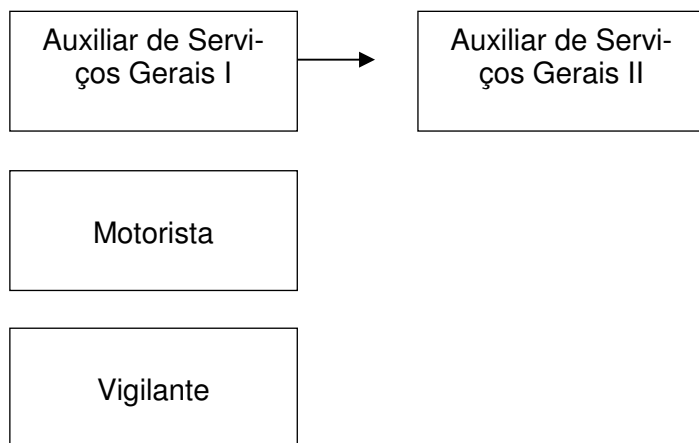 Auxiliar de Servi-
ços Gerais I
Auxiliar de Servi-
ços Gerais II
Motorista
Vigilante